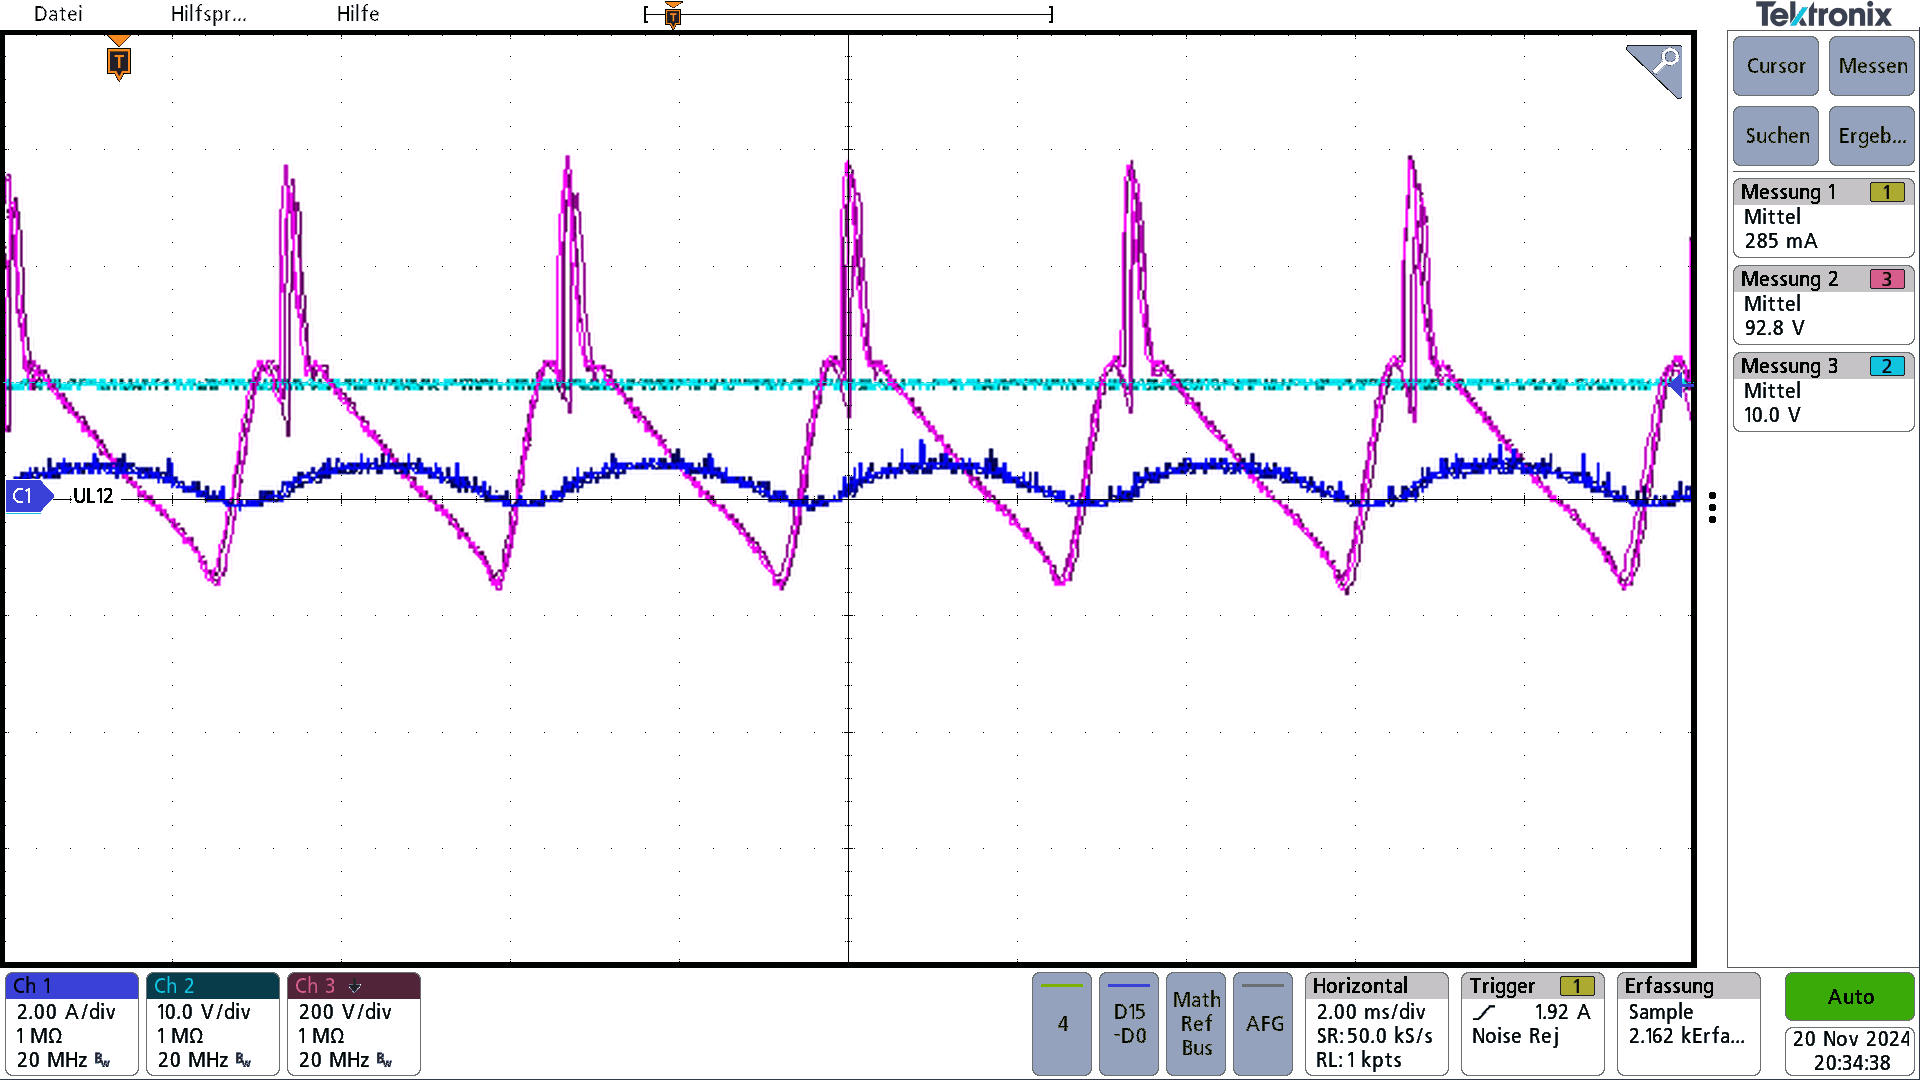 Datei Hilfspr... Hilfe
T
Tektronix
T
Cursor Messen
Suchen Ergeb...
Messung 1 1
Mittel
285 mA
Messung 2 3
Mittel
92.8 V
Messung 3 2
Mittel
10.0 V
C1 UL12
Ch 1
2.00 A/div
1 MΩ
20 MHz Bw
Ch 2
10.0 V/div
1 MΩ
20 MHz Bw
Ch 3
200 V/div
1 MΩ
20 MHz Bw
4
D15
-D0
Math
Ref
Bus
AFG
Horizontal
2.00 ms/div
SR:50.0 kS/s
RL:1 kpts
Trigger 1
1.92 A
Noise Rej
Erfassung
Sample
2.162 kErfa...
Auto
20 Nov 2024
20:34:38